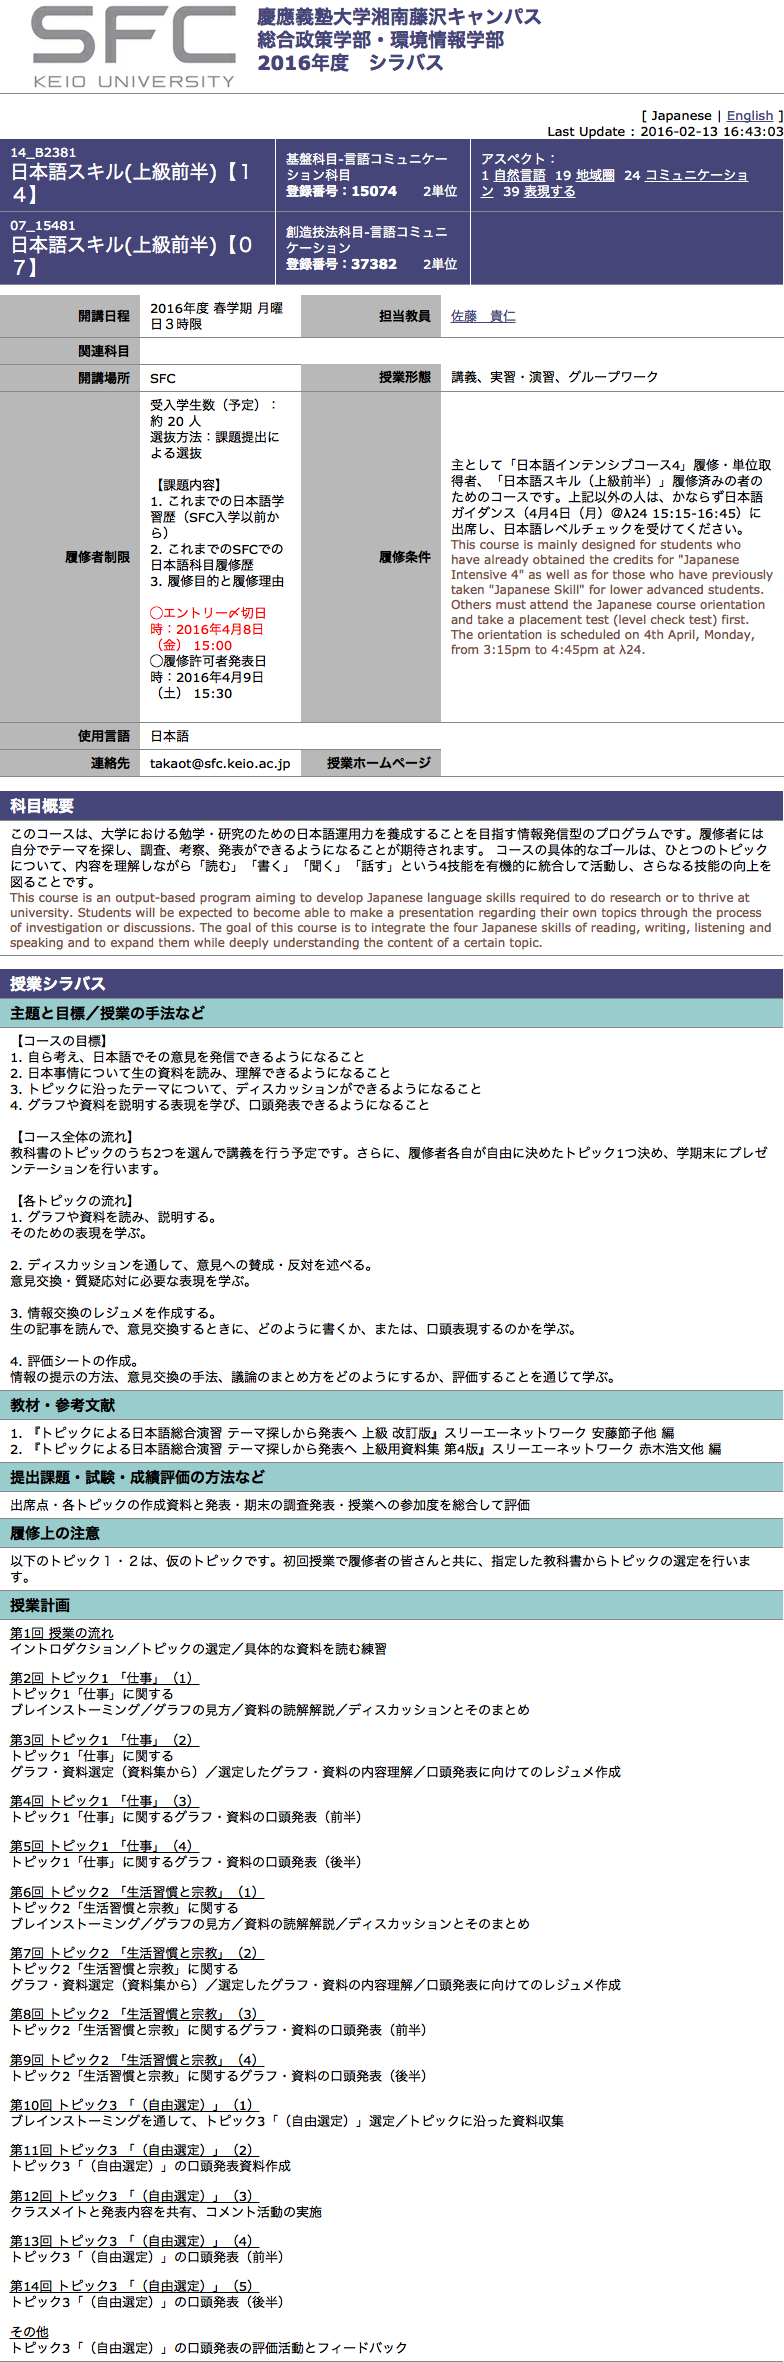 SFC
KEIO UNIVERSITY
慶應義塾大学湘南藤沢キャンパス
総合政策学部・環境情報学部
2016年度　シラバス
[ Japanese | English ]
Last Update : 2016-02-13 16:43:03
14_B2381
日本語スキル(上級前半)【1
4】
基盤科目-言語コミュニケー
ション科目
登録番号：15074　　2単位
アスペクト：
1 自然言語 19 地域圏 24 コミュニケーショ
ン 39 表現する
07_15481
日本語スキル(上級前半)【0
7】
創造技法科目-言語コミュニ
ケーション
登録番号：37382　　2単位
開講日程
2016年度 春学期 月曜
日３時限
担当教員
佐藤　貴仁
関連科目
開講場所
SFC
授業形態
講義、実習・演習、グループワーク
履修者制限
受入学生数（予定）：
約 20 人
選抜方法：課題提出に
よる選抜
【課題内容】
1. これまでの日本語学
習歴（SFC入学以前か
ら）
2. これまでのSFCでの
日本語科目履修歴
3. 履修目的と履修理由
◯エントリー〆切日
時：2016年4月8日
（金） 15:00
◯履修許可者発表日
時：2016年4月9日
（土） 15:30
履修条件
主として「日本語インテンシブコース4」履修・単位取
得者、「日本語スキル（上級前半）」履修済みの者の
ためのコースです。上記以外の人は、かならず日本語
ガイダンス（4月4日（月）@λ24 15:15-16:45）に
出席し、日本語レベルチェックを受けてください。
This course is mainly designed for students who
have already obtained the credits for "Japanese
Intensive 4" as well as for those who have previously
taken "Japanese Skill" for lower advanced students.
Others must attend the Japanese course orientation
and take a placement test (level check test) first.
The orientation is scheduled on 4th April, Monday,
from 3:15pm to 4:45pm at λ24.
使用言語
日本語
連絡先
takaot@sfc.keio.ac.jp
授業ホームページ
科目概要
このコースは、大学における勉学・研究のための日本語運用力を養成することを目指す情報発信型のプログラムです。履修者には
自分でテーマを探し、調査、考察、発表ができるようになることが期待されます。 コースの具体的なゴールは、ひとつのトピック
について、内容を理解しながら「読む」「書く」「聞く」「話す」という4技能を有機的に統合して活動し、さらなる技能の向上を
図ることです。
This course is an output-based program aiming to develop Japanese language skills required to do research or to thrive at
university. Students will be expected to become able to make a presentation regarding their own topics through the process
of investigation or discussions. The goal of this course is to integrate the four Japanese skills of reading, writing, listening and
speaking and to expand them while deeply understanding the content of a certain topic.
授業シラバス
主題と目標／授業の手法など
【コースの目標】
1. 自ら考え、日本語でその意見を発信できるようになること
2. 日本事情について生の資料を読み、理解できるようになること
3. トピックに沿ったテーマについて、ディスカッションができるようになること
4. グラフや資料を説明する表現を学び、口頭発表できるようになること
【コース全体の流れ】
教科書のトピックのうち2つを選んで講義を行う予定です。さらに、履修者各自が自由に決めたトピック1つ決め、学期末にプレゼ
ンテーションを行います。
【各トピックの流れ】
1. グラフや資料を読み、説明する。
そのための表現を学ぶ。
2. ディスカッションを通して、意見への賛成・反対を述べる。
意見交換・質疑応対に必要な表現を学ぶ。
3. 情報交換のレジュメを作成する。
生の記事を読んで、意見交換するときに、どのように書くか、または、口頭表現するのかを学ぶ。
4. 評価シートの作成。
情報の提示の方法、意見交換の手法、議論のまとめ方をどのようにするか、評価することを通じて学ぶ。
教材・参考文献
1. 『トピックによる日本語総合演習 テーマ探しから発表へ 上級 改訂版』スリーエーネットワーク 安藤節子他 編
2. 『トピックによる日本語総合演習 テーマ探しから発表へ 上級用資料集 第4版』スリーエーネットワーク 赤木浩文他 編
提出課題・試験・成績評価の方法など
出席点・各トピックの作成資料と発表・期末の調査発表・授業への参加度を総合して評価
履修上の注意
以下のトピック１・２は、仮のトピックです。初回授業で履修者の皆さんと共に、指定した教科書からトピックの選定を行いま
す。
授業計画
第1回 授業の流れ
イントロダクション／トピックの選定／具体的な資料を読む練習
第2回 トピック1 「仕事」（1）
トピック1「仕事」に関する
ブレインストーミング／グラフの見方／資料の読解解説／ディスカッションとそのまとめ
第3回 トピック1 「仕事」（2）
トピック1「仕事」に関する
グラフ・資料選定（資料集から）／選定したグラフ・資料の内容理解／口頭発表に向けてのレジュメ作成
第4回 トピック1 「仕事」（3）
トピック1「仕事」に関するグラフ・資料の口頭発表（前半）
第5回 トピック1 「仕事」（4）
トピック1「仕事」に関するグラフ・資料の口頭発表（後半）
第6回 トピック2 「生活習慣と宗教」（1）
トピック2「生活習慣と宗教」に関する
ブレインストーミング／グラフの見方／資料の読解解説／ディスカッションとそのまとめ
第7回 トピック2 「生活習慣と宗教」（2）
トピック2「生活習慣と宗教」に関する
グラフ・資料選定（資料集から）／選定したグラフ・資料の内容理解／口頭発表に向けてのレジュメ作成
第8回 トピック2 「生活習慣と宗教」（3）
トピック2「生活習慣と宗教」に関するグラフ・資料の口頭発表（前半）
第9回 トピック2 「生活習慣と宗教」（4）
トピック2「生活習慣と宗教」に関するグラフ・資料の口頭発表（後半）
第10回 トピック3 「（自由選定）」（1）
ブレインストーミングを通して、トピック3「（自由選定）」選定／トピックに沿った資料収集
第11回 トピック3 「（自由選定）」（2）
トピック3「（自由選定）」の口頭発表資料作成
第12回 トピック3 「（自由選定）」（3）
クラスメイトと発表内容を共有、コメント活動の実施
第13回 トピック3 「（自由選定）」（4）
トピック3「（自由選定）」の口頭発表（前半）
第14回 トピック3 「（自由選定）」（5）
トピック3「（自由選定）」の口頭発表（後半）
その他
トピック3「（自由選定）」の口頭発表の評価活動とフィードバック